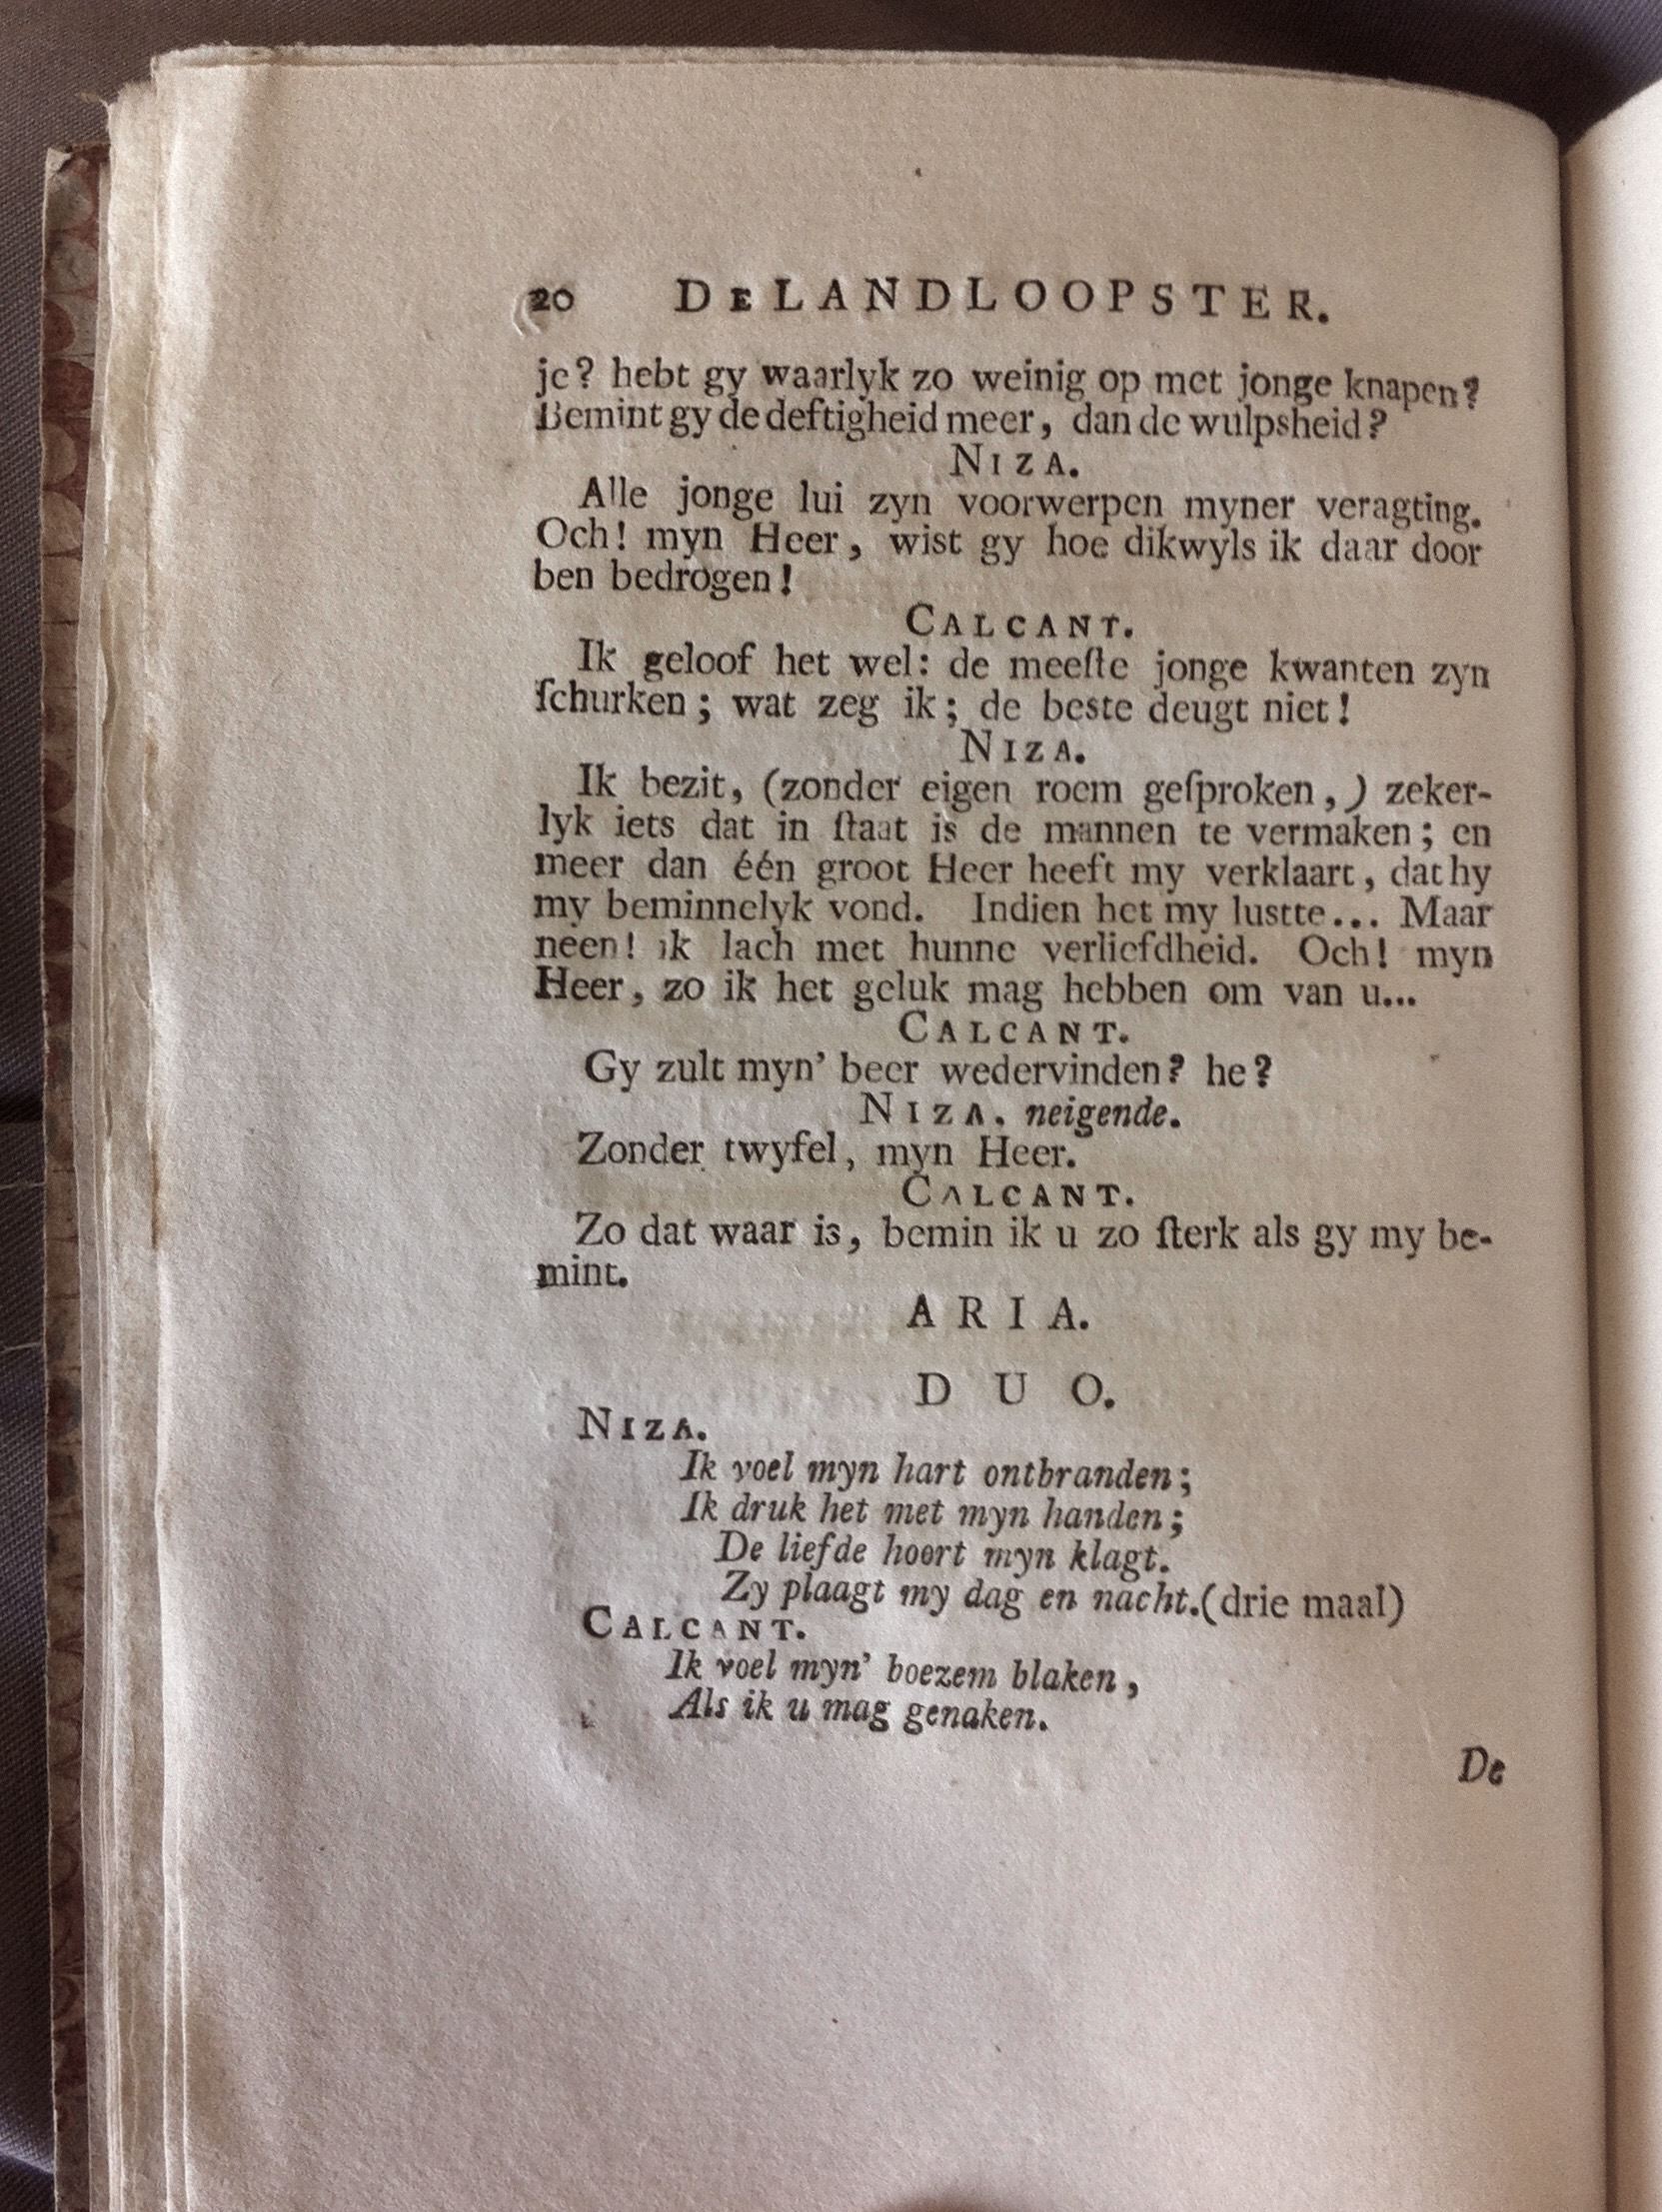 20 DE LANDLOOPSTER.
je? hebt gy waarlyk zo weinig op met jonge knapen?
Bemint gy de deftigheid meer, dan de wulpsheid?
NIZA.
Alle jonge lui zyn voorwerpen myner veragting.
Och! myn Heer, wist gy hoe dikwyls ik daar door
ben bedrogen!
CALCANT.
Ik geloof het wel: de meeſte jonge kwanten zyn
ſchurken; wat zeg ik; de beste deugt niet!
NIZA.
Ik bezit, (zonder eigen roem geſproken,) zeker-
lyk iets dat in ſtaat is de mannen te vermaken; en
meer dan één groot Heer heeft my verklaart, dat hy
my beminnelyk vond. Indien het my lustte... Maar
neen! ik lach met hunne verliefdheid. Och! myn
Heer, zo ik het geluk mag hebben om van u...
CALCANT.
Gy zult myn' beer wedervinden? he?
NIZA. neigende.
Zonder twyfel, myn Heer.
CALCANT.
Zo dat waar is, bemin ik u zo ſterk als gy my be-
mint.
ARIA.
DUO.
NIZA.
Ik voel myn hart ontbranden;
Ik druk het met myn handen;
De liefde hoort myn klagt.
Zy plaagt my dag en nacht. (drie maal)
CALCANT.
Ik voel myn' boezem blaken,
Als ik u mag genaken.
De